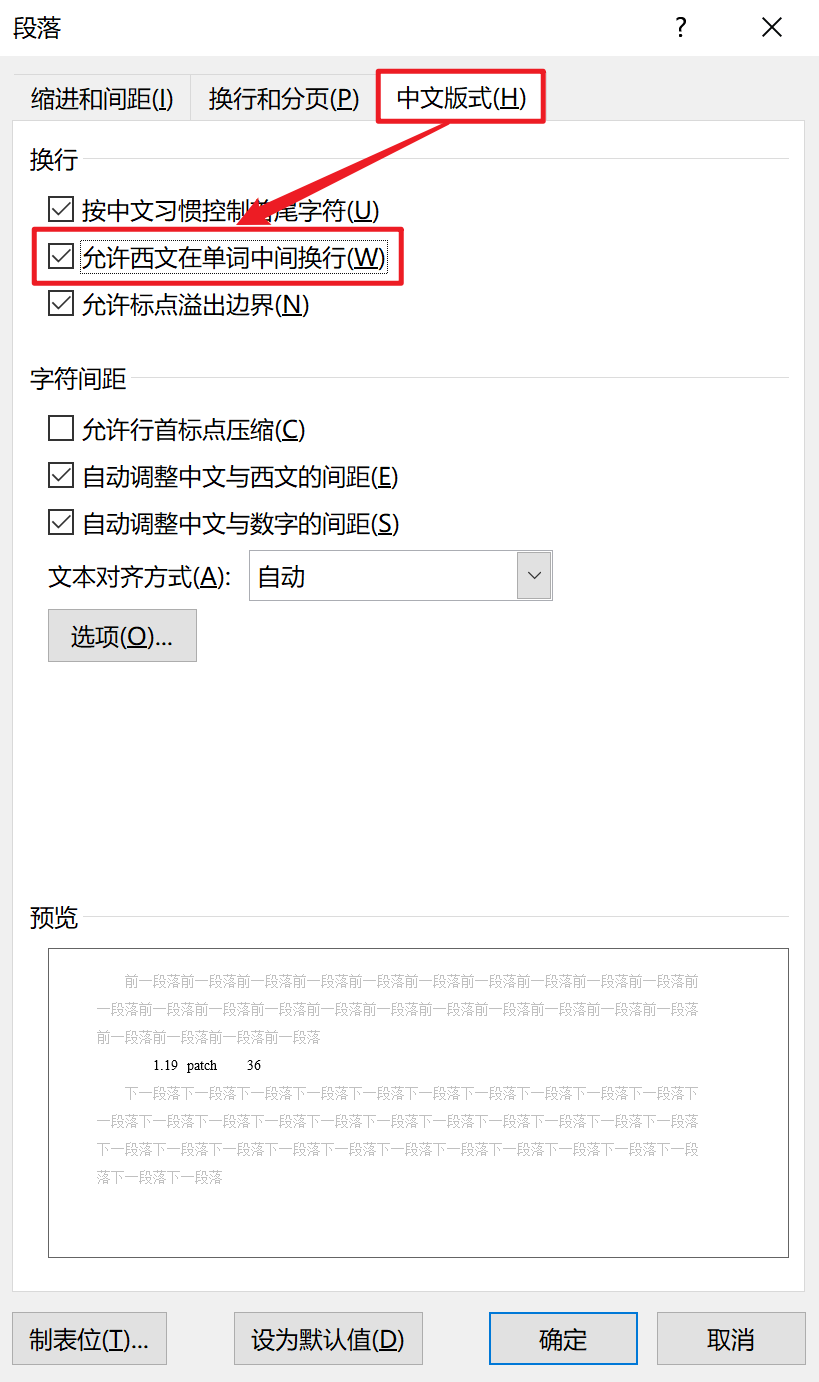 段落 ?
缩进和间距(I) 换行和分页(P) 中文版式(H)
换行
按中文习惯控制首尾字符(U)
允许西文在单词中间换行(W)
允许标点溢出边界(N)
字符间距
允许行首标点压缩(C)
自动调整中文与西文的间距(E)
自动调整中文与数字的间距(S)
文本对齐方式(A): 自动
选项(O)...
预览
前一段落前一段落前一段落前一段落前一段落前一段落前一段落前一段落前一段落前一段落前
一段落前一段落前一段落前一段落前一段落前一段落前一段落前一段落前一段落前一段落前一段落
前一段落前一段落前一段落前一段落
1.19 patch 36
下一段落下一段落下一段落下一段落下一段落下一段落下一段落下一段落下一段落下一段落下
一段落下一段落下一段落下一段落下一段落下一段落下一段落下一段落下一段落下一段落下一段落
下一段落下一段落下一段落下一段落下一段落下一段落下一段落下一段落下一段落下一段落下一段
落下一段落下一段落
制表位(T)... 设为默认值(D) 确定 取消